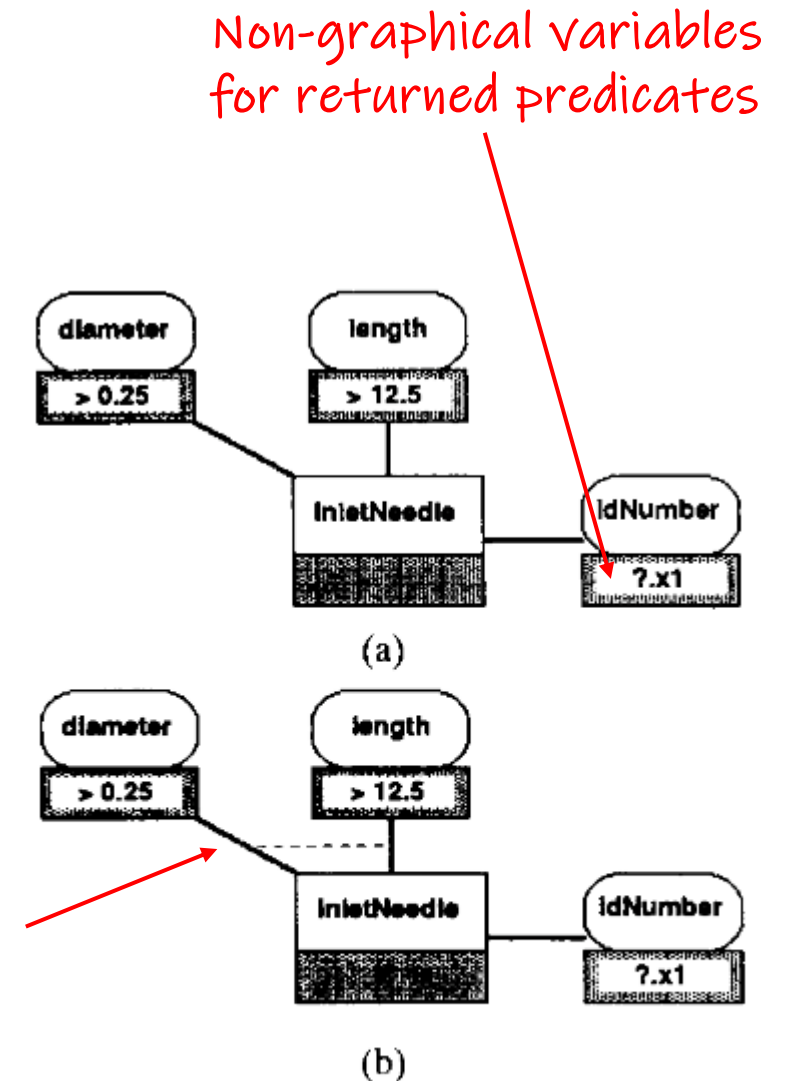 Non-graphical variables
for returned predicates
diameter length
> 0.25 > 12.5
InletNeedle idNumber
?.x1
(a)
diameter length
> 0.25 > 12.5
InletNeedle idNumber
?.x1
(b)